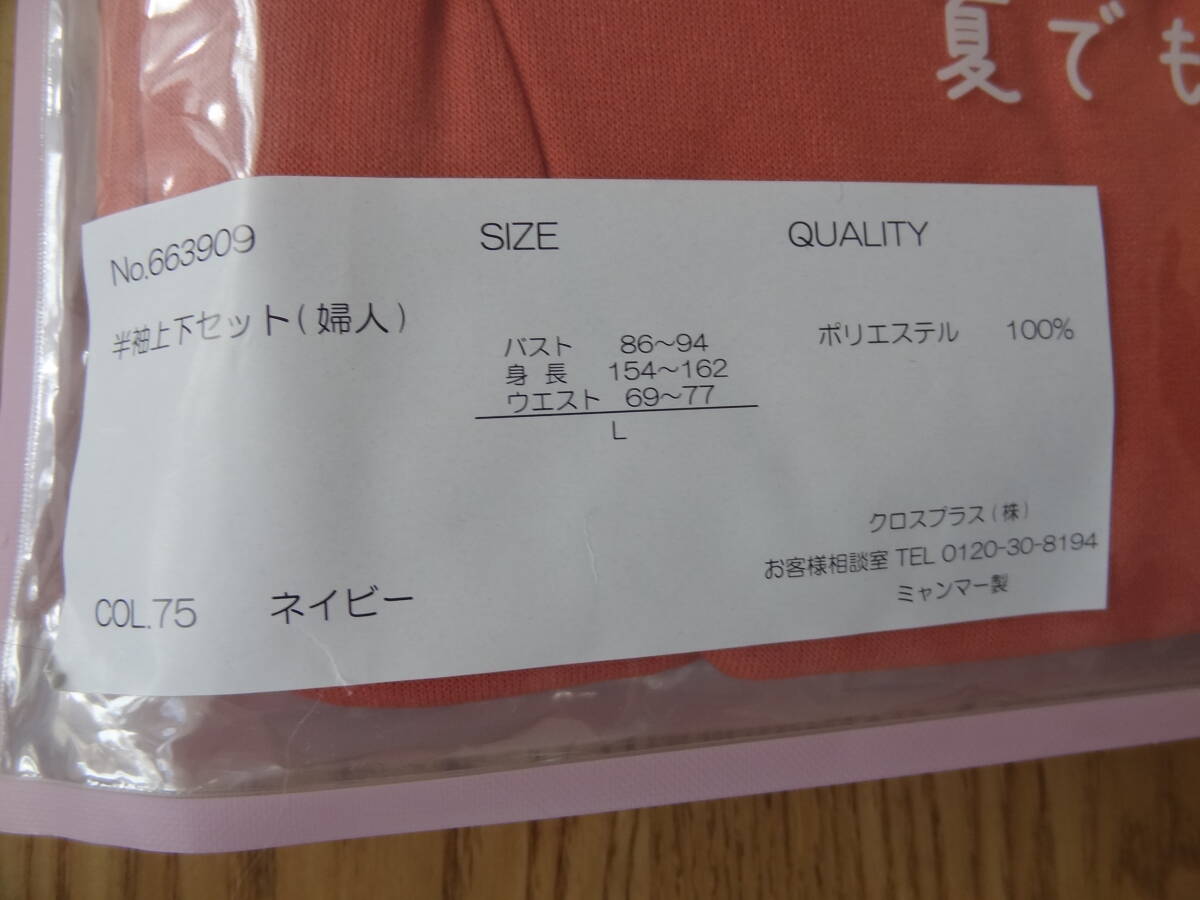 夏でも
No.663909
SIZE
QUALITY
半袖上下セット(婦人)
バスト 86～94
身長 154～162
ウエスト 69～77
L
ポリエステル 100%
クロスプラス(株)
お客様相談室 TEL 0120-30-8194
ミャンマー製
COL.75 ネイビー